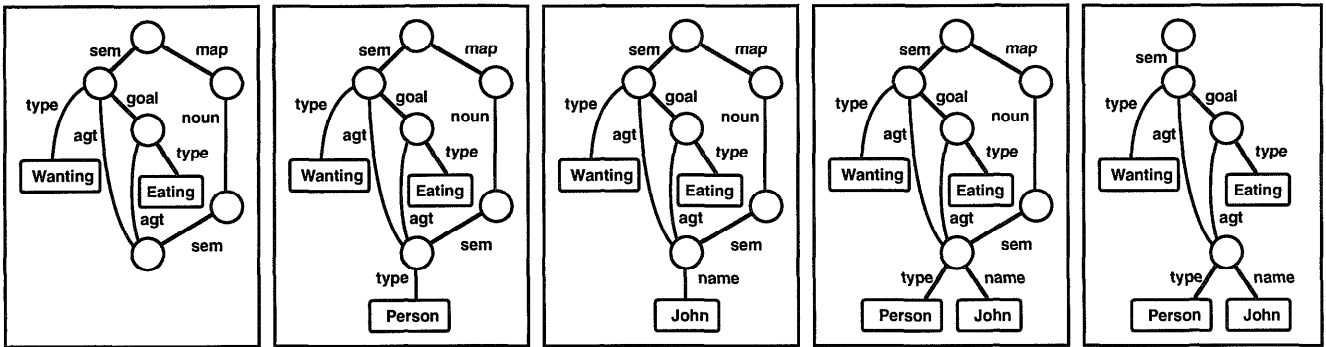 sem map
goal
type noun
agt
type
Wanting
Eating
agt
sem
sem map
goal
type noun
agt
type
Wanting
Eating
agt
sem
type
Person
sem map
goal
type noun
agt
type
Wanting
Eating
agt
sem
name
John
sem map
goal
type noun
agt
type
Wanting
Eating
agt
sem
type name
Person John
sem
goal
type
agt
type
Wanting
Eating
agt
type name
Person John